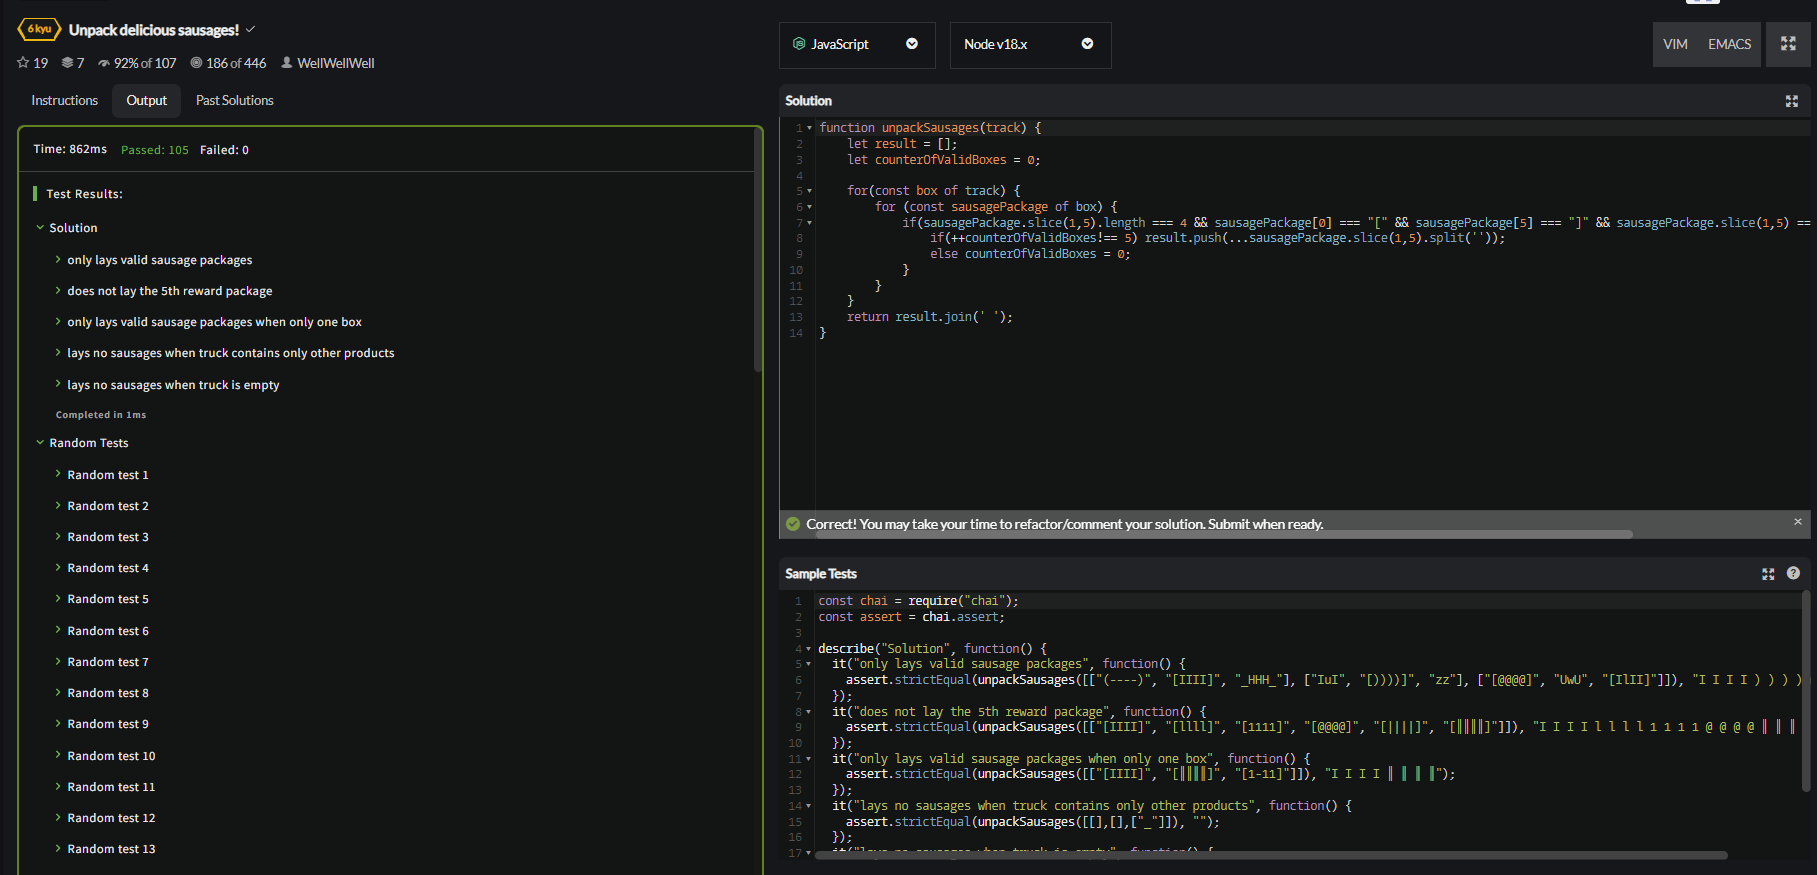 6 kyu Unpack delicious sausages!
19 7 92% of 107 186 of 446 WellWellWell
Instructions Output Past Solutions
Time: 862ms Passed: 105 Failed: 0
Test Results:
Solution
only lays valid sausage packages
does not lay the 5th reward package
only lays valid sausage packages when only one box
lays no sausages when truck contains only other products
lays no sausages when truck is empty
Completed in 1ms
Random Tests
Random test 1
Random test 2
Random test 3
Random test 4
Random test 5
Random test 6
Random test 7
Random test 8
Random test 9
Random test 10
Random test 11
Random test 12
Random test 13
JavaScript Node v18.x VIM EMACS
Solution
1 function unpackSausages(track) {
2 let result = [];
3 let counterOfValidBoxes = 0;
4
5 for(const box of track) {
6 for (const sausagePackage of box) {
7 if(sausagePackage.slice(1,5).length === 4 && sausagePackage[0] === "[" && sausagePackage[5] === "]" && sausagePackage.slice(1,5) ==
8 if(++counterOfValidBoxes!== 5) result.push(...sausagePackage.slice(1,5).split(''));
9 else counterOfValidBoxes = 0;
10 }
11 }
12 }
13 return result.join(' ');
14 }
Correct! You may take your time to refactor/comment your solution. Submit when ready.
Sample Tests
1 const chai = require("chai");
2 const assert = chai.assert;
3
4 describe("Solution", function() {
5 it("only lays valid sausage packages", function() {
6 assert.strictEqual(unpackSausages([["(----)", "[IIII]", "_HHH_"], ["IuI", "[))))]", "zz"], ["[@@@@]", "UwU", "[IlII]"]]), "I I I I ) ) ) )
7 });
8 it("does not lay the 5th reward package", function() {
9 assert.strictEqual(unpackSausages([["[IIII]", "[llll]", "[1111]", "[@@@@]", "[||||]", "[║║║║]"]]), "I I I I l l l l 1 1 1 1 @ @ @ @ ║ ║ ║
10 });
11 it("only lays valid sausage packages when only one box", function() {
12 assert.strictEqual(unpackSausages([["[IIII]", "[║║║║]", "[1-11]"]]), "I I I I ║ ║ ║ ║");
13 });
14 it("lays no sausages when truck contains only other products", function() {
15 assert.strictEqual(unpackSausages([[],[],["_"]]), "");
16 });
17 it("lays no sausages when truck is empty", function() {